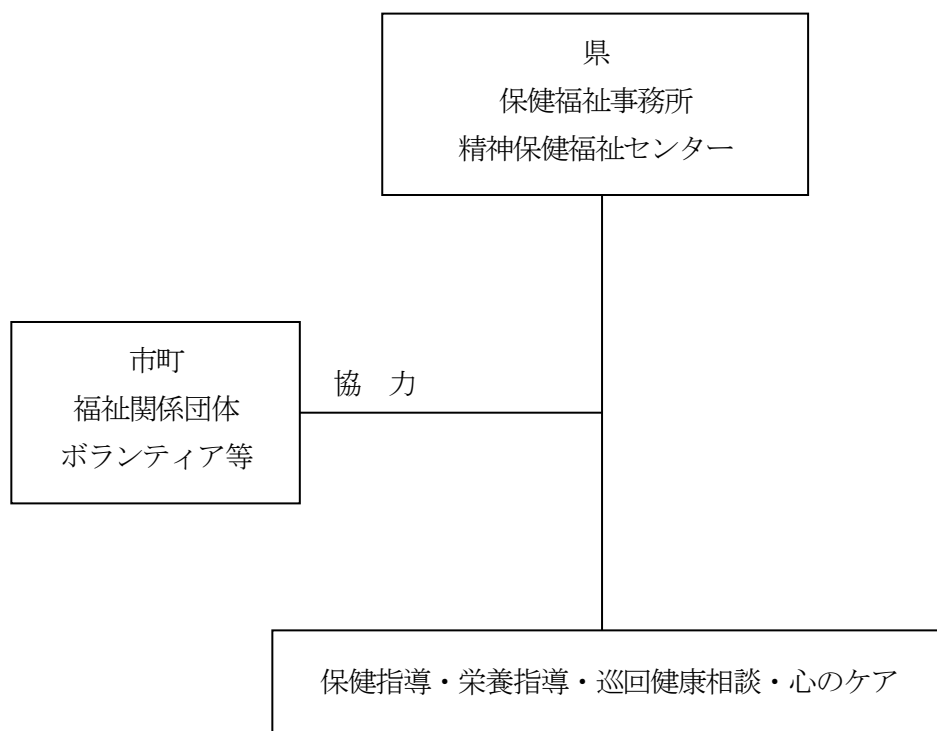 県
保健福祉事務所
精神保健福祉センター
市町
福祉関係団体
ボランティア等
協　力
保健指導・栄養指導・巡回健康相談・心のケア